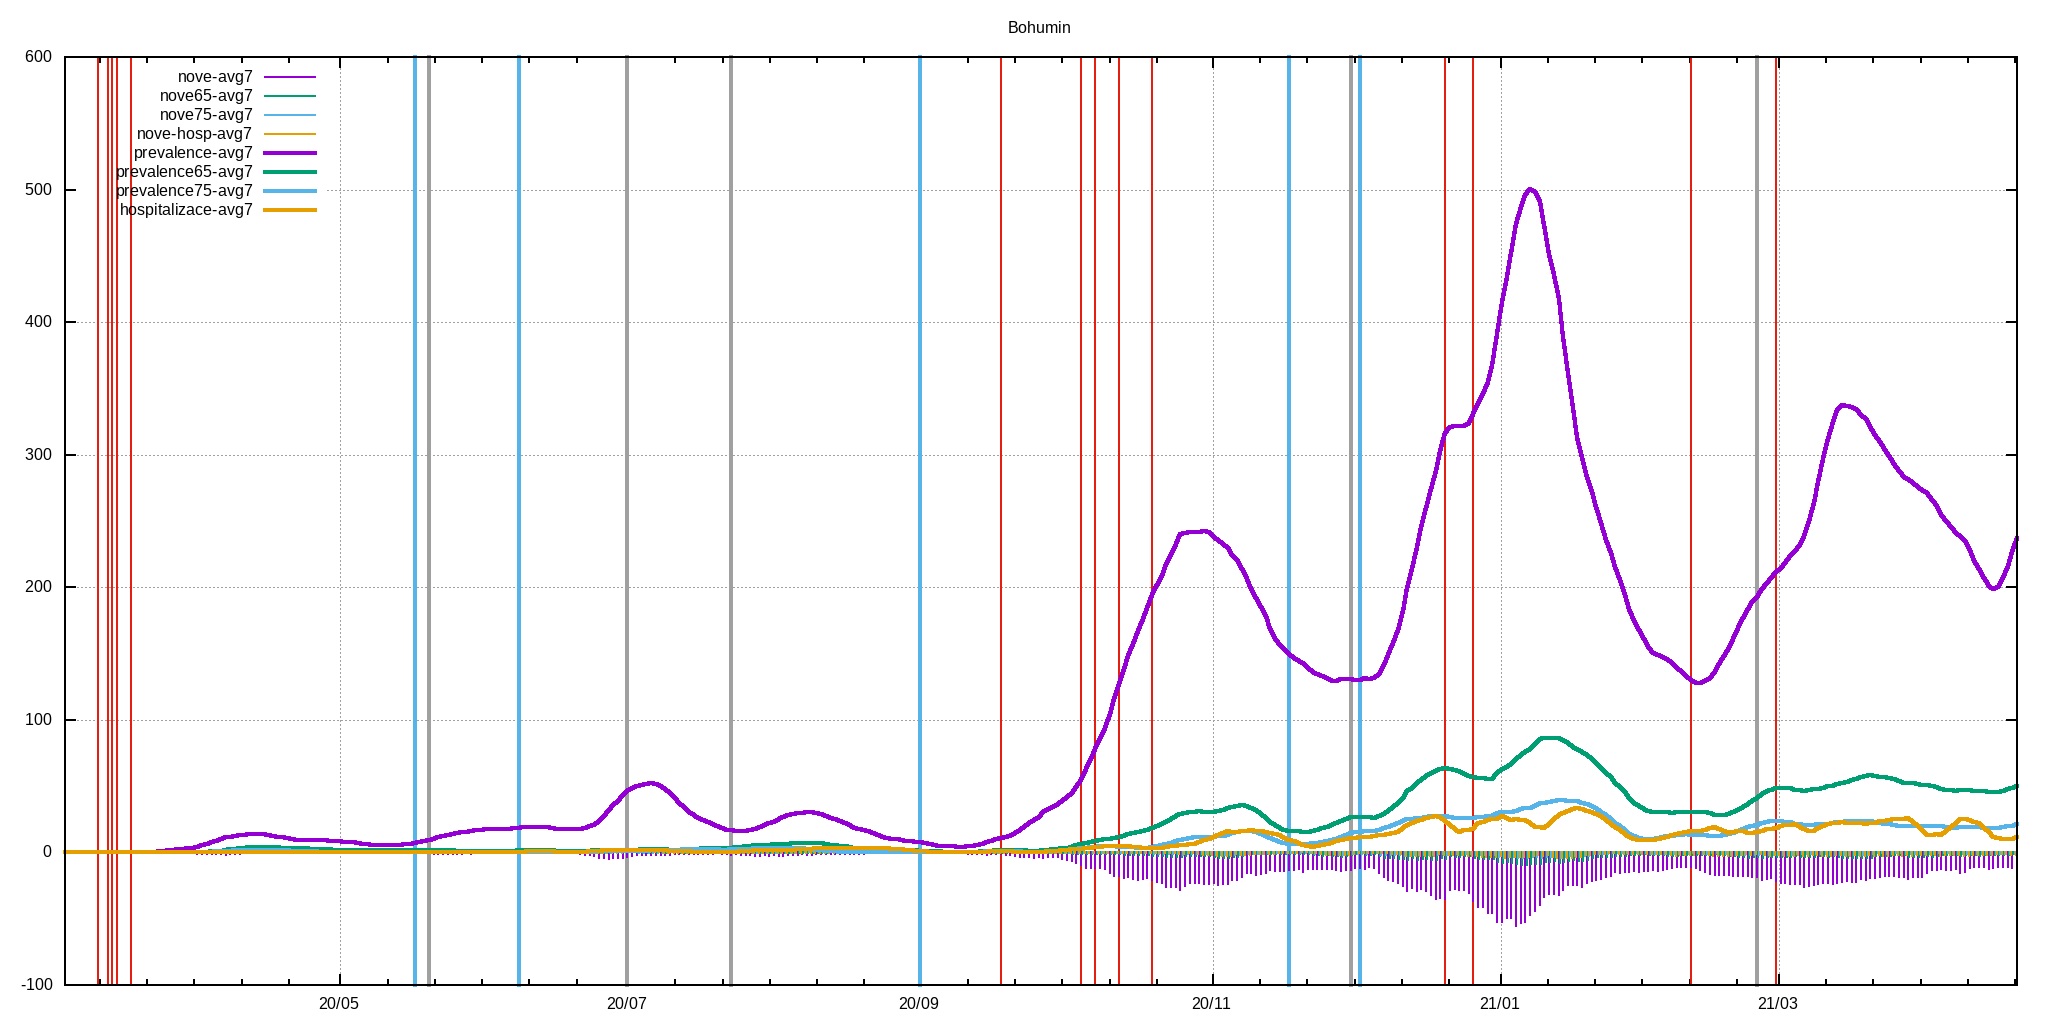 Bohumin
600
500
400
300
200
100
0
-100
nove-avg7
nove65-avg7
nove75-avg7
nove-hosp-avg7
prevalence-avg7
prevalence65-avg7
prevalence75-avg7
hospitalizace-avg7
20/05 20/07 20/09 20/11 21/01 21/03